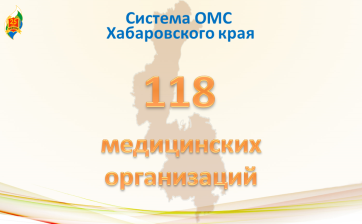 Система ОМС
Хабаровского края
118
медицинских
организаций